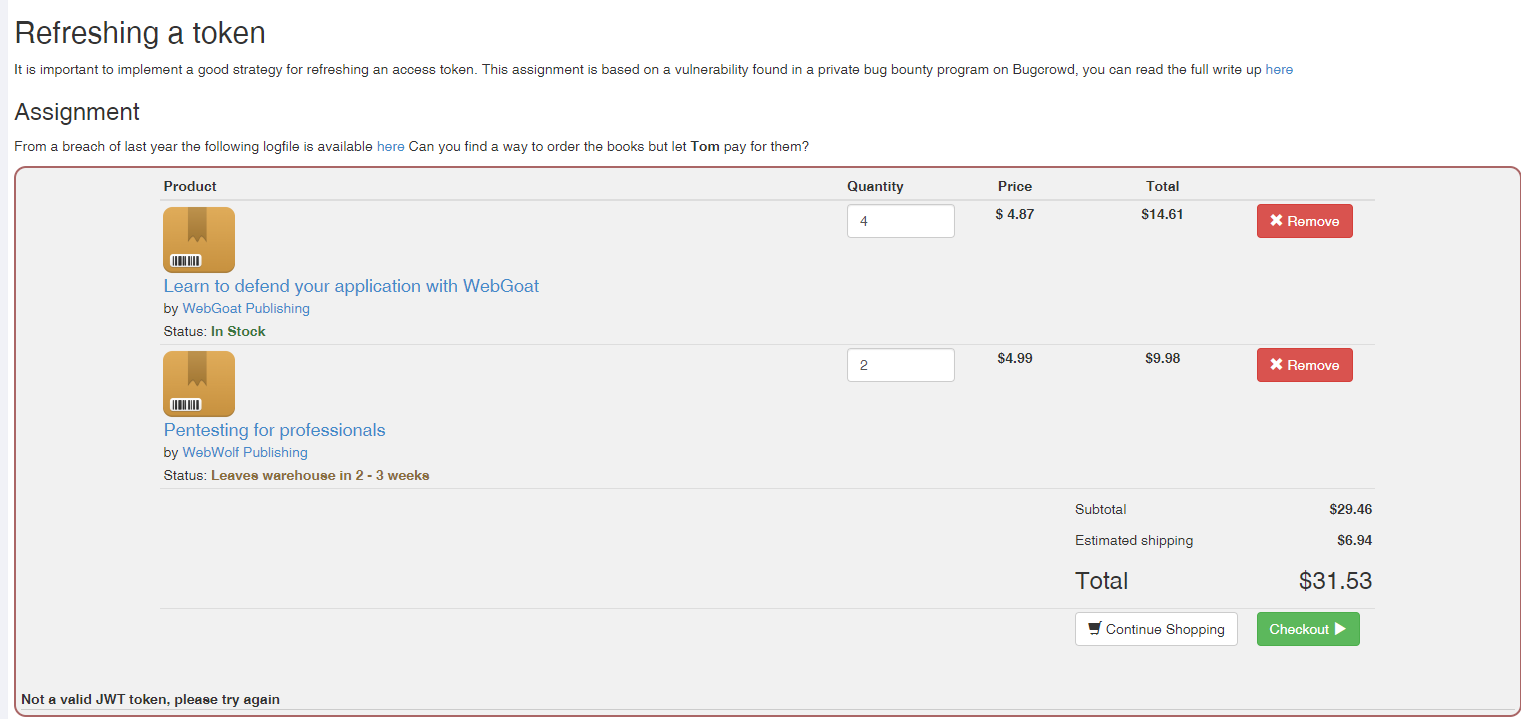 Refreshing a token
It is important to implement a good strategy for refreshing an access token. This assignment is based on a vulnerability found in a private bug bounty program on Bugcrowd, you can read the full write up here
Assignment
From a breach of last year the following logfile is available here Can you find a way to order the books but let Tom pay for them?
Product Quantity Price Total
4 $ 4.87 $14.61 Remove
Learn to defend your application with WebGoat
by WebGoat Publishing
Status: In Stock
2 $4.99 $9.98 Remove
Pentesting for professionals
by WebWolf Publishing
Status: Leaves warehouse in 2 - 3 weeks
Subtotal $29.46
Estimated shipping $6.94
Total $31.53
Continue Shopping Checkout
Not a valid JWT token, please try again